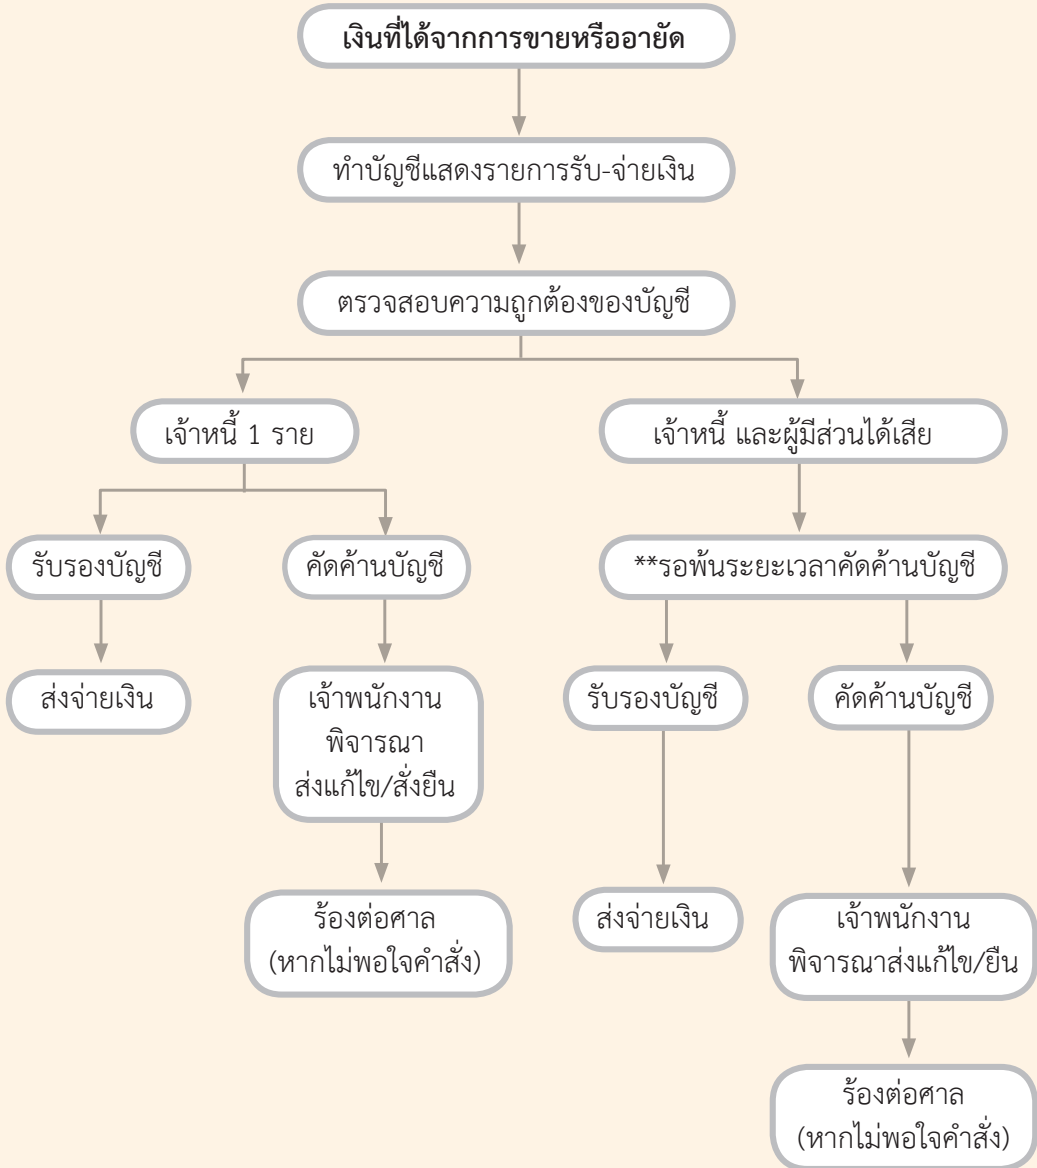 เงินที่ได้จากการขายหรืออายัด
ทำบัญชีแสดงรายการรับ-จ่ายเงิน
ตรวจสอบความถูกต้องของบัญชี
เจ้าหนี้ 1 ราย
เจ้าหนี้ และผู้มีส่วนได้เสีย
รับรองบัญชี
คัดค้านบัญชี
**รอพ้นระยะเวลาคัดค้านบัญชี
ส่งจ่ายเงิน
เจ้าพนักงาน
พิจารณา
ส่งแก้ไข/สั่งยืน
รับรองบัญชี
คัดค้านบัญชี
ร้องต่อศาล
(หากไม่พอใจคำสั่ง)
ส่งจ่ายเงิน
เจ้าพนักงาน
พิจารณาส่งแก้ไข/ยืน
ร้องต่อศาล
(หากไม่พอใจคำสั่ง)